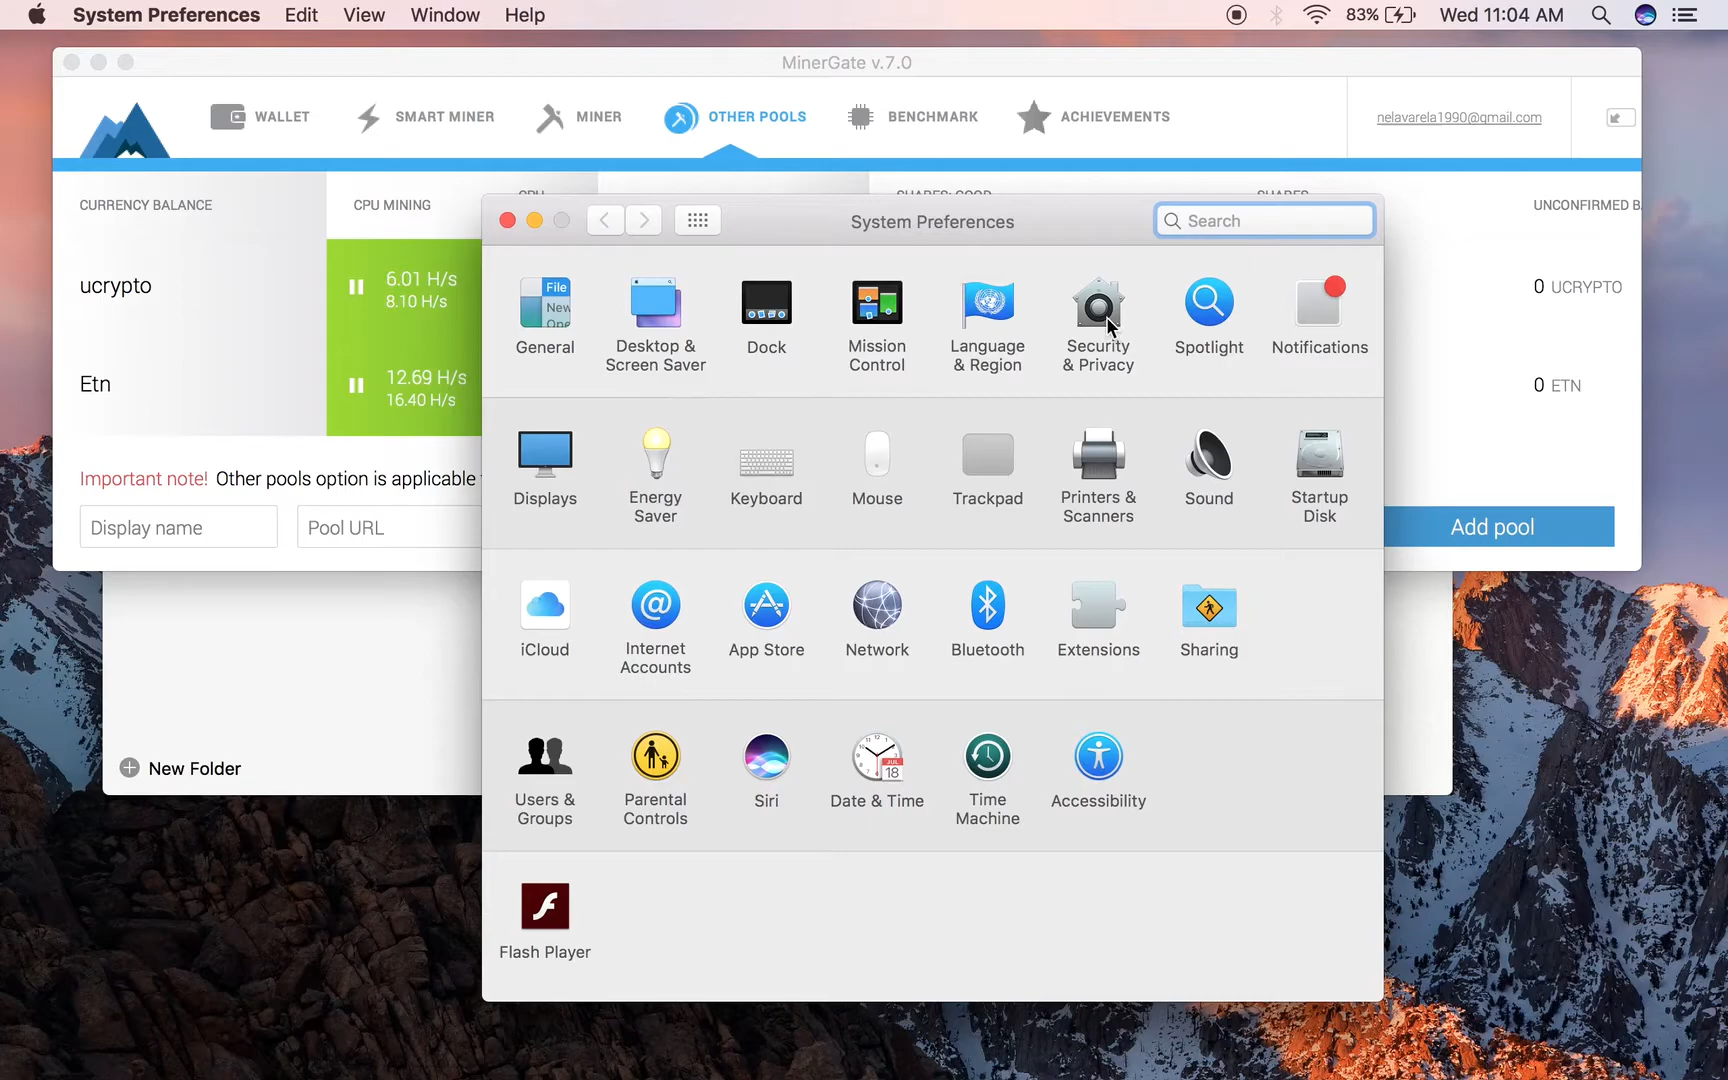 System Preferences Edit View Window Help 83% Wed 11:04 AM
MinerGate v.7.0
WALLET SMART MINER MINER OTHER POOLS BENCHMARK ACHIEVEMENTS nelavarela1990@gmail.com
CURRENCY BALANCE CPU MINING UNCONFIRMED
ucrypto 6.01 H/s 0 UCRYPTO
8.10 H/s
Etn 12.69 H/s 0 ETN
16.40 H/s
Important note! Other pools option is applicable
Display name Pool URL Add pool
New Folder
System Preferences Search
File
New
General Desktop & Screen Saver Dock Mission Control Language & Region Security & Privacy Spotlight Notifications
Displays Energy Saver Keyboard Mouse Trackpad Printers & Scanners Sound Startup Disk
iCloud Internet Accounts App Store Network Bluetooth Extensions Sharing
JUL
18
Users & Groups Parental Controls Siri Date & Time Time Machine Accessibility
Flash Player